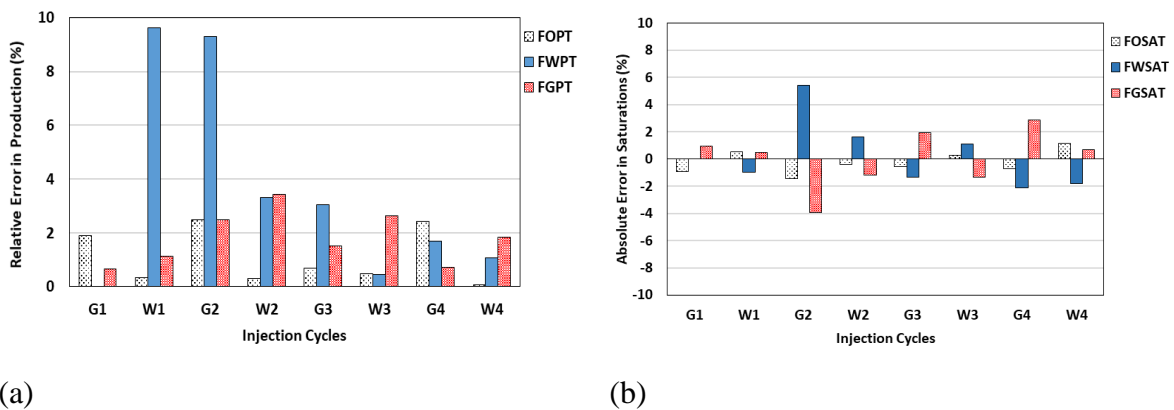 Relative Error in Production (%)
10
8
6
4
2
0
G1 W1 G2 W2 G3 W3 G4 W4
Injection Cycles
FOPT
FWPT
FGPT
(a)
Absolute Error in Saturations (%)
10
8
6
4
2
0
-2
-4
-6
-8
-10
G1 W1 G2 W2 G3 W3 G4 W4
Injection Cycles
FOSAT
FWSAT
FGSAT
(b)